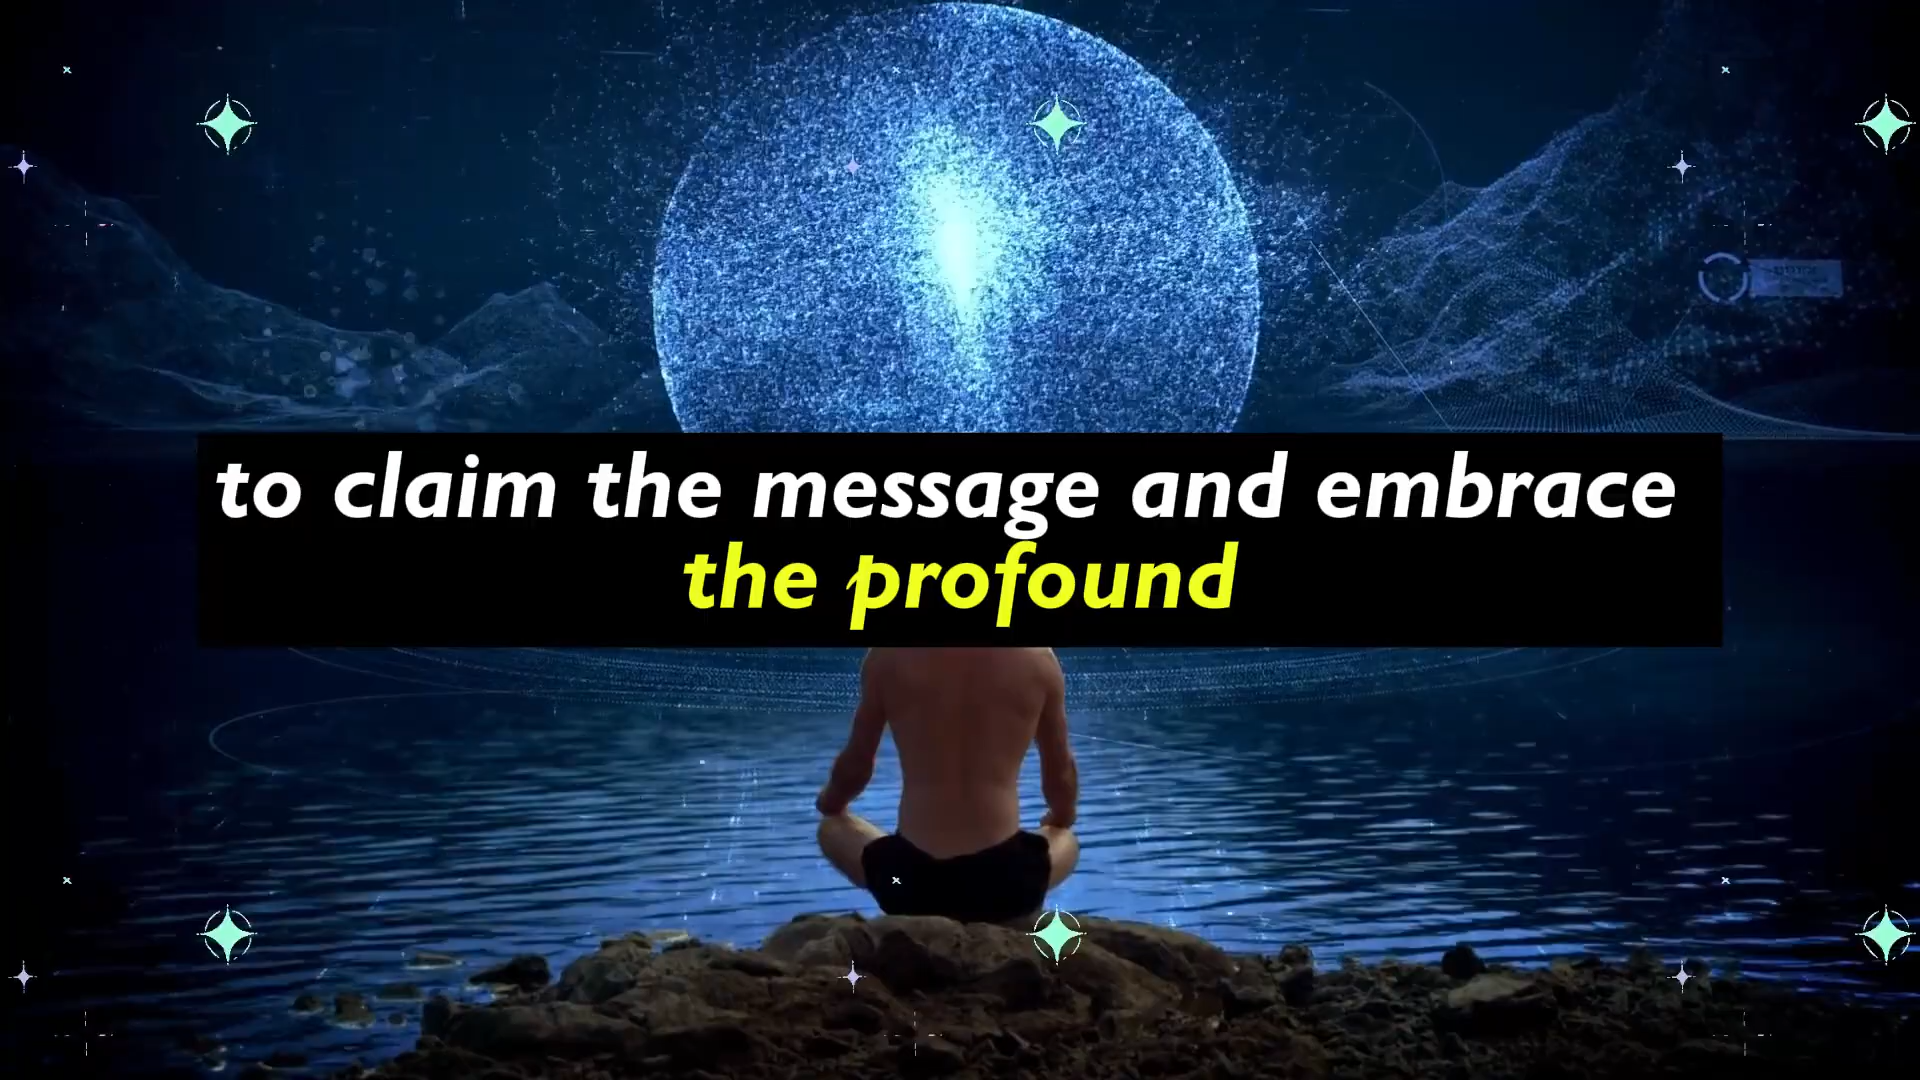 to claim the message and embrace
the profound